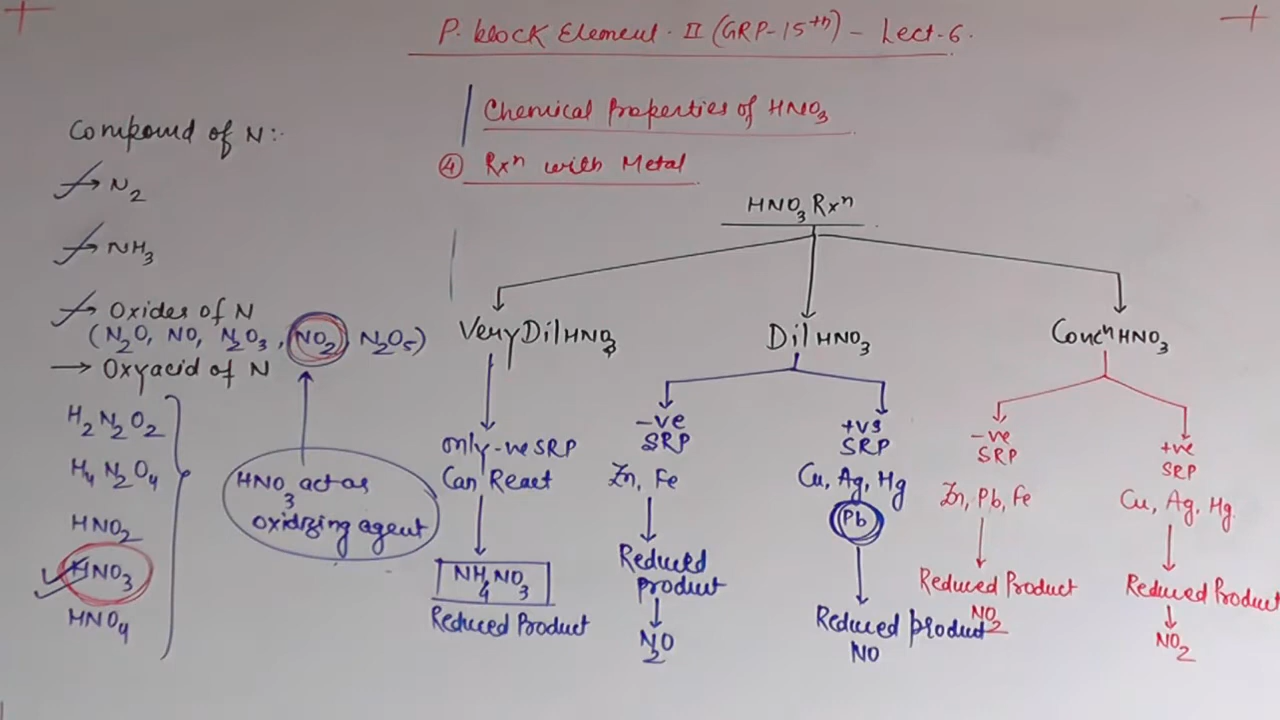 P. block Element. II (GRP-15th) - Lect-6.
Compound of N:-
→ N2
→ NH3
→ Oxides of N
(N2O, NO, N2O3, NO2, N2O5)
→ Oxyacid of N
H2N2O2
H4N2O4
HNO2
HNO3
HNO4
HNO3 act as
oxidizing agent
Chemical Properties of HNO3
④ Rxn with Metal
HNO3 Rxn
Very Dil HNO3
only -ve SRP
Can React
NH4NO3
Reduced Product
Dil HNO3
-ve
SRP
Zn, Fe
Reduced
product
N2O
+ve
SRP
Cu, Ag, Hg
Pb
Reduced product
NO
Concn HNO3
-ve
SRP
Zn, Pb, Fe
Reduced Product
NO2
+ve
SRP
Cu, Ag, Hg.
Reduced Product
NO2